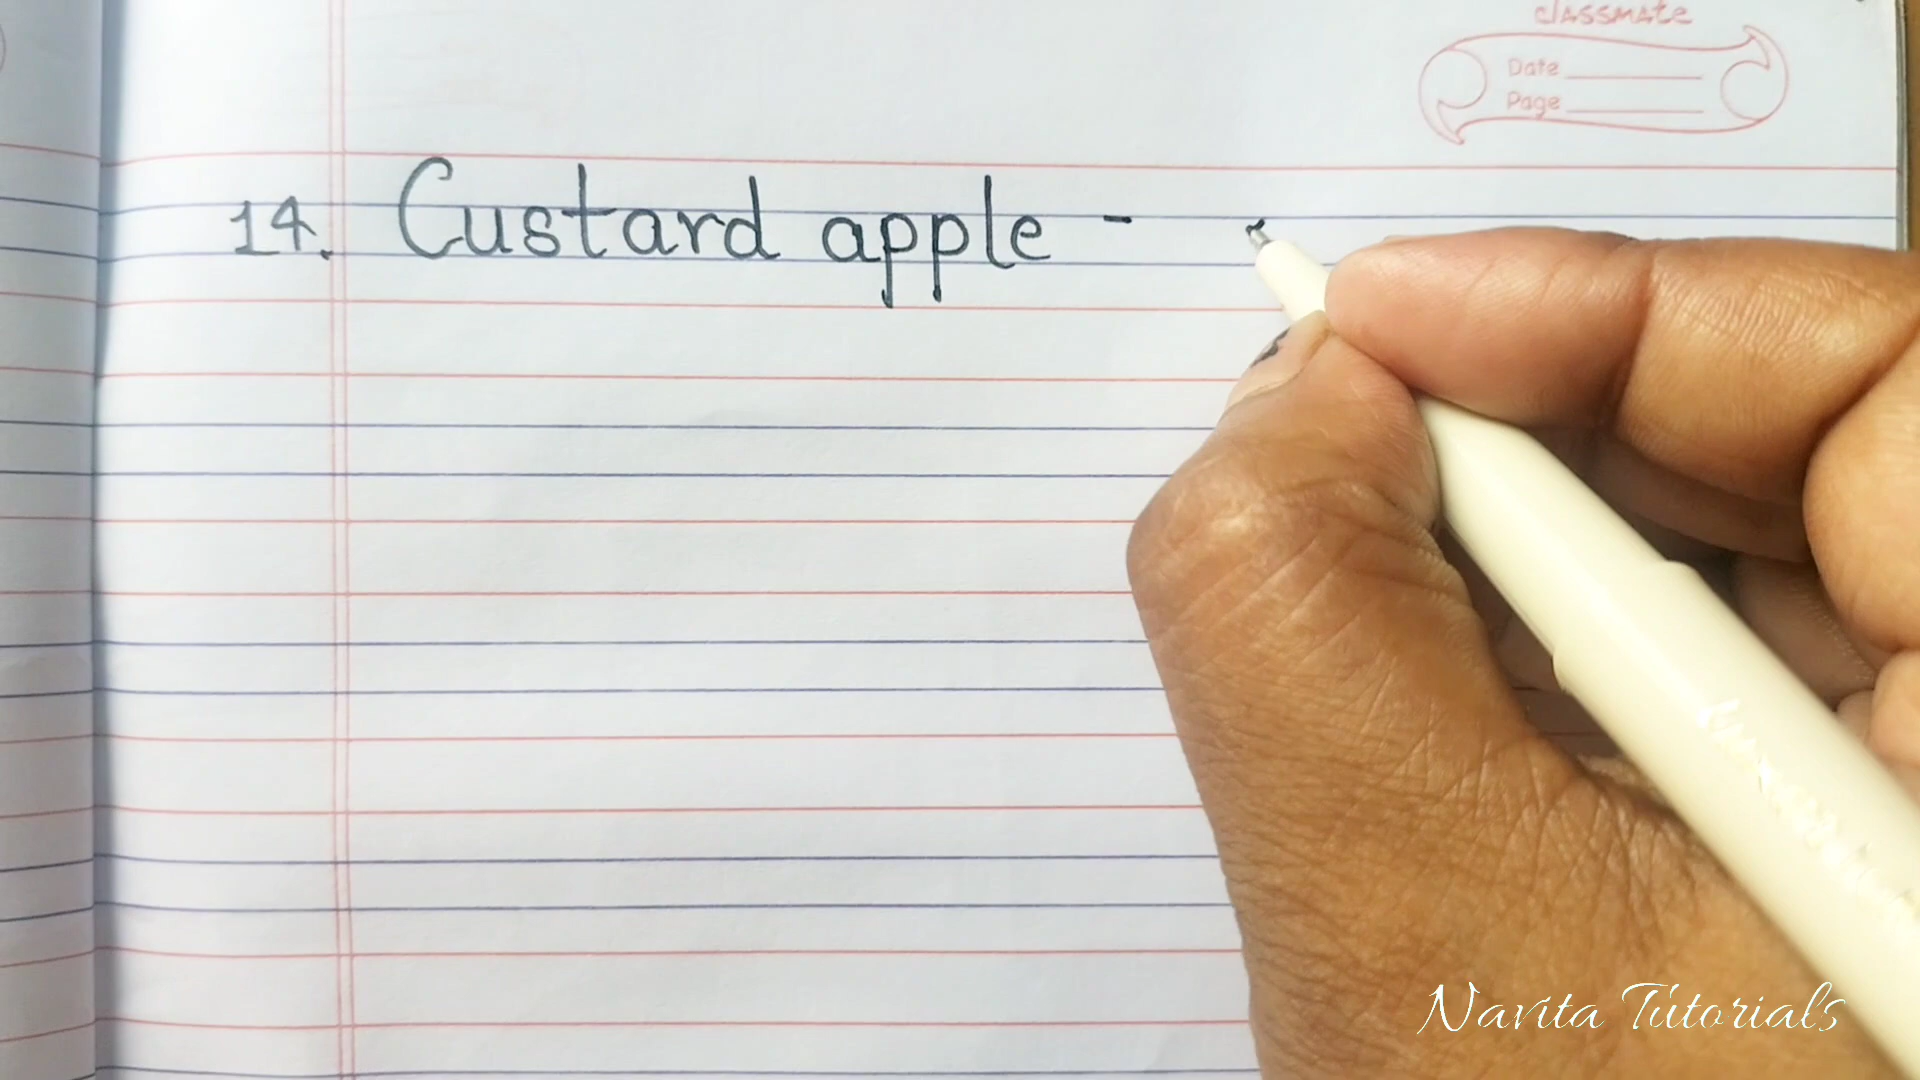 classmate
Date
Page
14. Custard apple -
Navita Tutorials